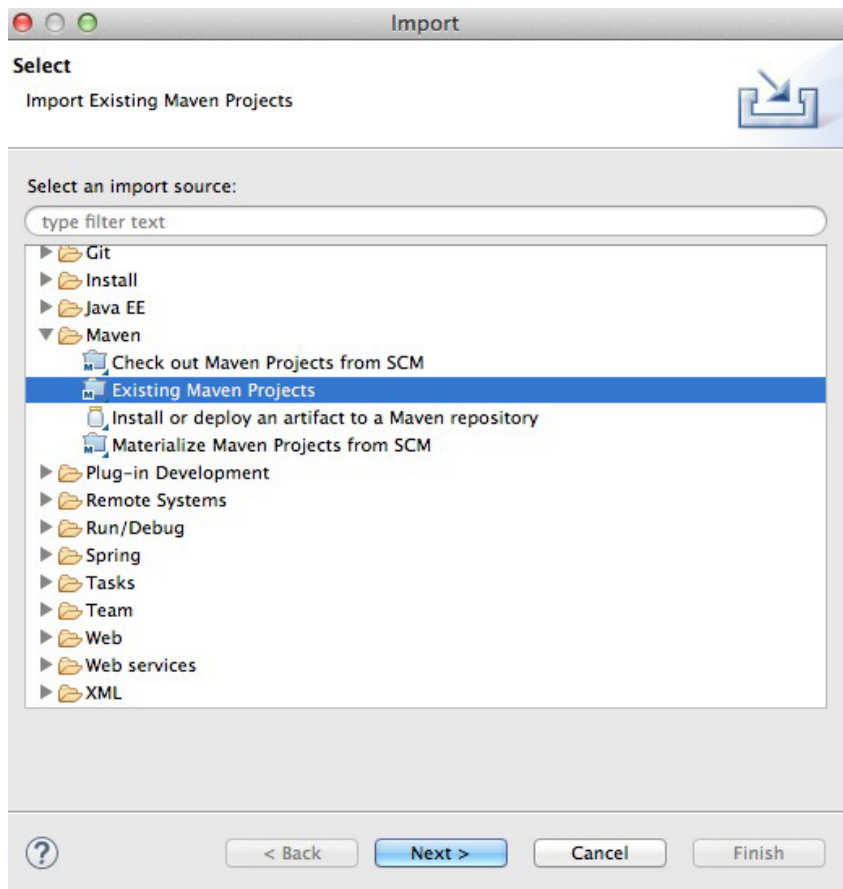 Import
Select
Import Existing Maven Projects
Select an import source:
type filter text
Git
Install
Java EE
Maven
Check out Maven Projects from SCM
Existing Maven Projects
Install or deploy an artifact to a Maven repository
Materialize Maven Projects from SCM
Plug-in Development
Remote Systems
Run/Debug
Spring
Tasks
Team
Web
Web services
XML
? < Back Next > Cancel Finish